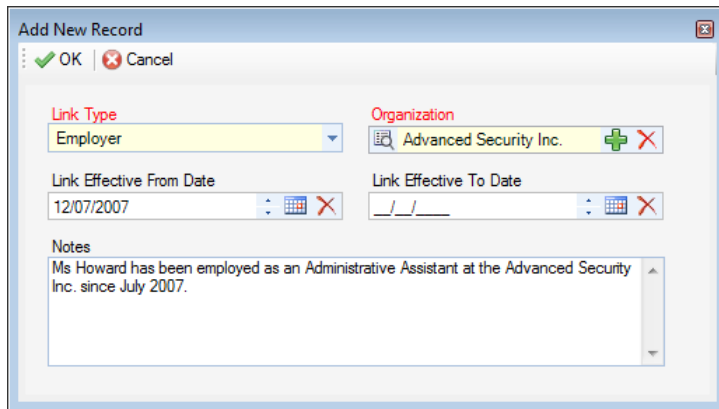 Add New Record
OK Cancel
Link Type Organization
Employer Advanced Security Inc.
Link Effective From Date Link Effective To Date
12/07/2007 __/__/____
Notes
Ms Howard has been employed as an Administrative Assistant at the Advanced Security
Inc. since July 2007.